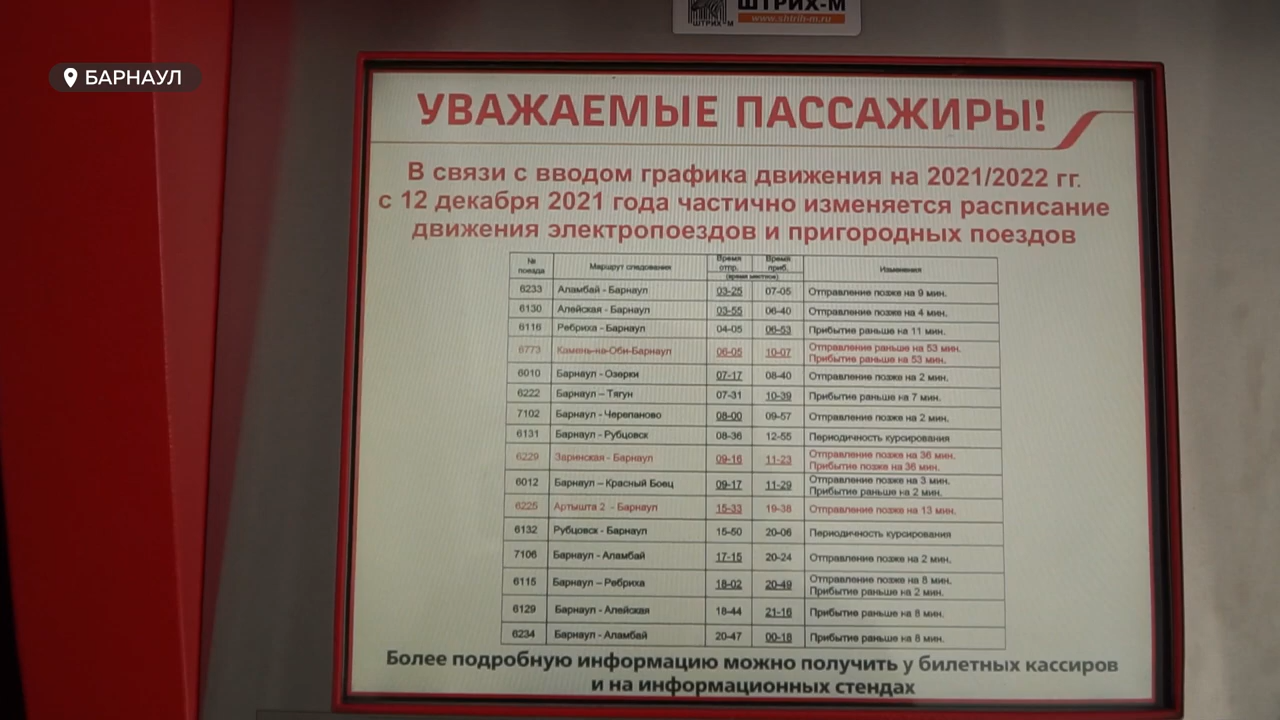 ШТРИХ-М
ШТРИХ-М
www.shtrih-m.ru
БАРНАУЛ
УВАЖАЕМЫЕ ПАССАЖИРЫ!
В связи с вводом графика движения на 2021/2022 гг.
с 12 декабря 2021 года частично изменяется расписание
движения электропоездов и пригородных поездов
№ поезда Маршрут следования Время отпр. Время приб. Изменения
(время местное)
6233 Аламбай - Барнаул 03-25 07-05 Отправление позже на 9 мин.
6130 Алейская - Барнаул 03-55 06-40 Отправление позже на 4 мин.
6116 Ребриха - Барнаул 04-05 06-53 Прибытие раньше на 11 мин.
6773 Камень-на-Оби-Барнаул 06-05 10-07 Отправление раньше на 53 мин.
Прибытие раньше на 53 мин.
6010 Барнаул - Озерки 07-17 08-40 Отправление позже на 2 мин.
6222 Барнаул – Тягун 07-31 10-39 Прибытие раньше на 7 мин.
7102 Барнаул - Черепаново 08-00 09-57 Отправление позже на 2 мин.
6131 Барнаул - Рубцовск 08-36 12-55 Периодичность курсирования
6229 Заринская - Барнаул 09-16 11-23 Отправление позже на 36 мин.
Прибытие позже на 36 мин.
6012 Барнаул – Красный Боец 09-17 11-29 Отправление позже на 3 мин.
Прибытие раньше на 2 мин.
6225 Артышта 2 - Барнаул 15-33 19-38 Отправление позже на 13 мин.
6132 Рубцовск - Барнаул 15-50 20-06 Периодичность курсирования
7106 Барнаул - Аламбай 17-15 20-24 Отправление позже на 2 мин.
6115 Барнаул – Ребриха 18-02 20-49 Отправление позже на 8 мин.
Прибытие раньше на 2 мин.
6129 Барнаул - Алейская 18-44 21-16 Прибытие раньше на 8 мин.
6234 Барнаул - Аламбай 20-47 00-18 Прибытие раньше на 8 мин.
Более подробную информацию можно получить у билетных кассиров
и на информационных стендах